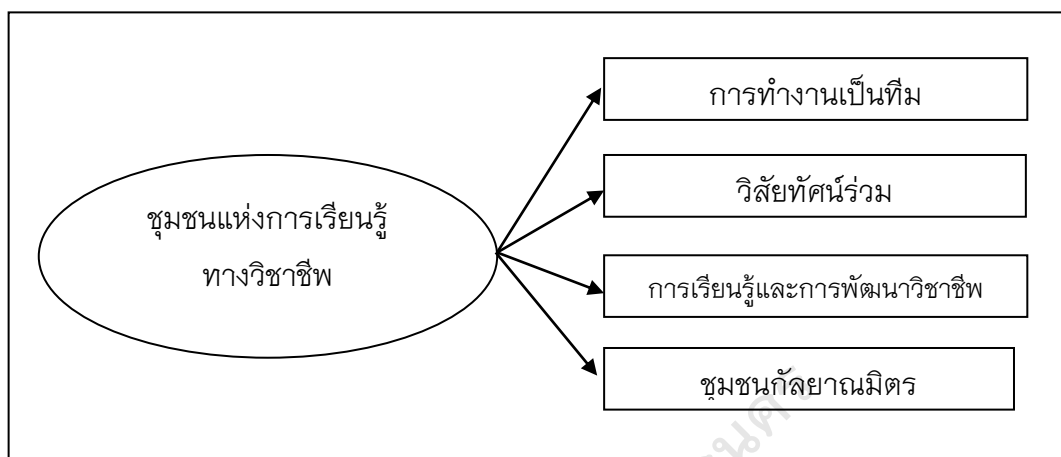 การทำงานเป็นทีม
วิสัยทัศน์ร่วม
ชุมชนแห่งการเรียนรู้
ทางวิชาชีพ
การเรียนรู้และการพัฒนาวิชาชีพ
ชุมชนกัลยาณมิตร